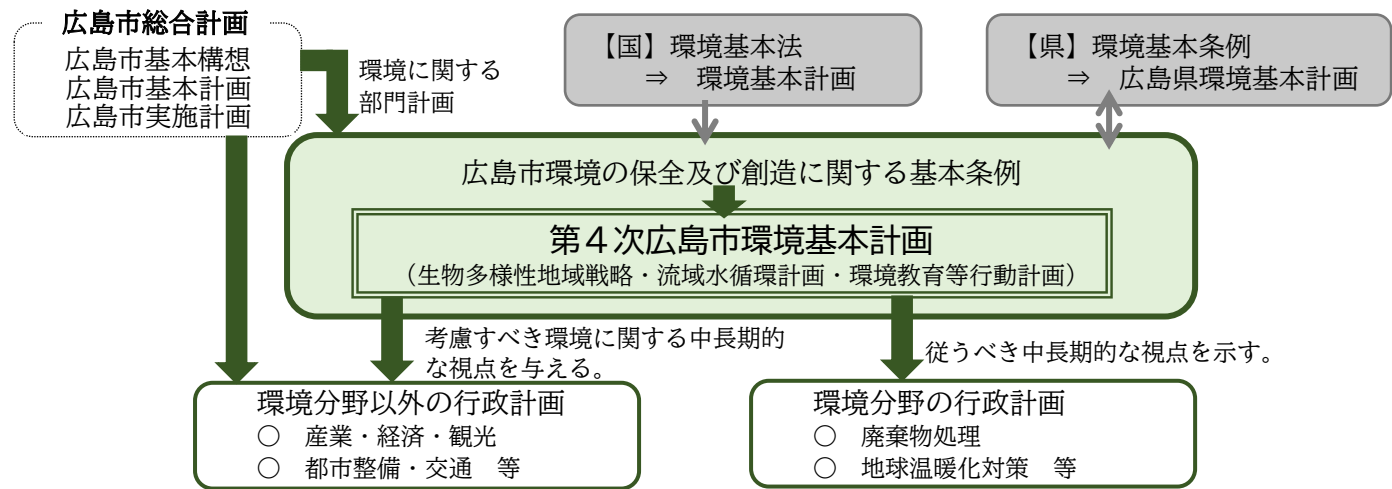 広島市総合計画
広島市基本構想
広島市基本計画
広島市実施計画
環境に関する
部門計画
【国】環境基本法
⇒ 環境基本計画
【県】環境基本条例
⇒ 広島県環境基本計画
広島市環境の保全及び創造に関する基本条例
第４次広島市環境基本計画
（生物多様性地域戦略・流域水循環計画・環境教育等行動計画）
考慮すべき環境に関する中長期的
な視点を与える。
従うべき中長期的な視点を示す。
環境分野以外の行政計画
○ 産業・経済・観光
○ 都市整備・交通 等
環境分野の行政計画
○ 廃棄物処理
○ 地球温暖化対策 等